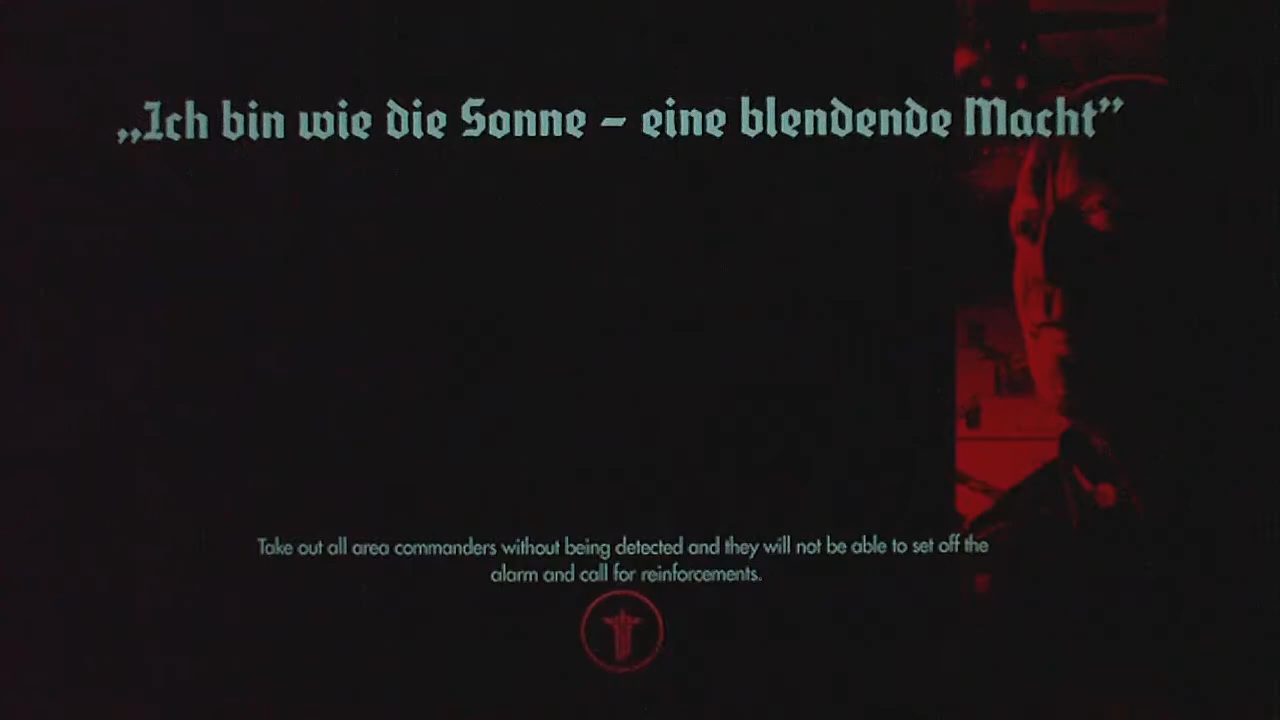 „Ich bin wie die Sonne – eine blendende Macht”
Take out all area commanders without being detected and they will not be able to set off the
alarm and call for reinforcements.